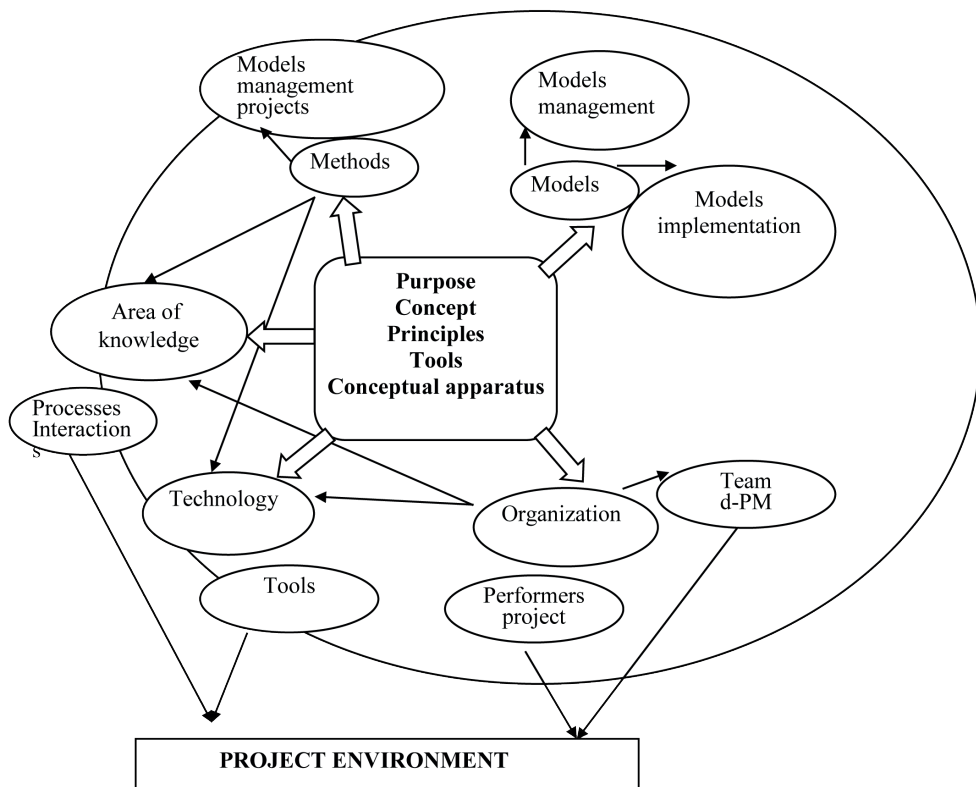 Models
management
projects
Models
management
Methods
Models
Models
implementation
Purpose
Concept
Principles
Tools
Conceptual apparatus
Area of
knowledge
Processes
Interaction
s
Technology
Organization
Team
d-PM
Tools
Performers
project
PROJECT ENVIRONMENT